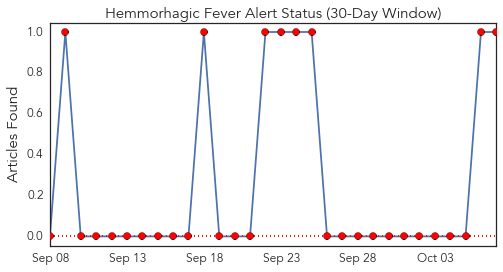 Hemmorhagic Fever Alert Status (30-Day Window)
Articles Found
1.0
0.8
0.6
0.4
0.2
0.0
Sep 08 Sep 13 Sep 18 Sep 23 Sep 28 Oct 03